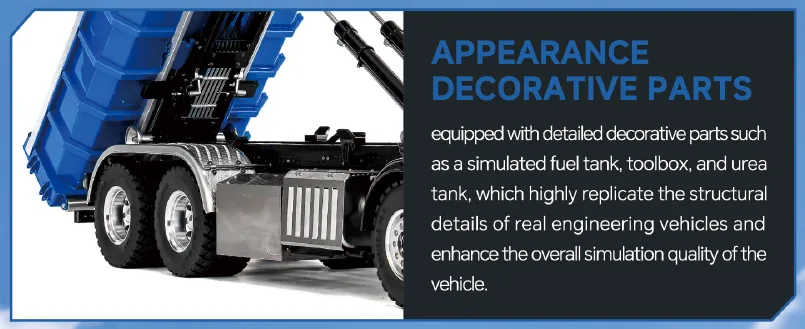 APPEARANCE
DECORATIVE PARTS
equipped with detailed decorative parts such
as a simulated fuel tank, toolbox, and urea
tank, which highly replicate the structural
details of real engineering vehicles and
enhance the overall simulation quality of the
vehicle.